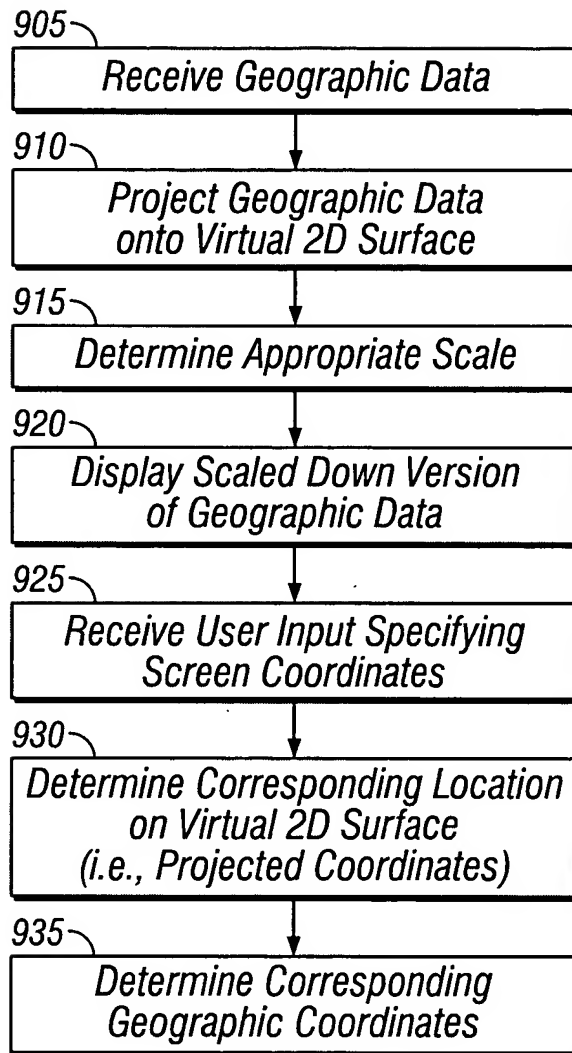 905
Receive Geographic Data
910
Project Geographic Data
onto Virtual 2D Surface
915
Determine Appropriate Scale
920
Display Scaled Down Version
of Geographic Data
925
Receive User Input Specifying
Screen Coordinates
930
Determine Corresponding Location
on Virtual 2D Surface
(i.e., Projected Coordinates)
935
Determine Corresponding
Geographic Coordinates